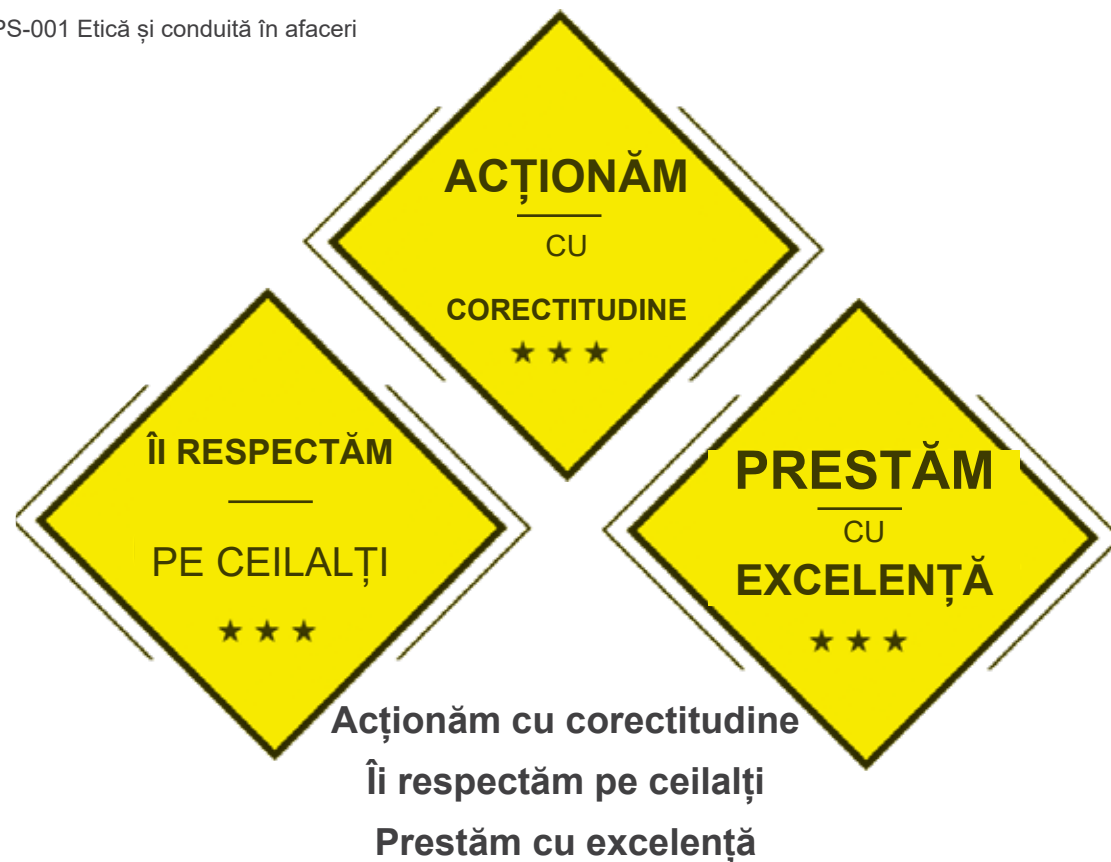 PS-001 Etică și conduită în afaceri
ACȚIONĂM
CU
CORECTITUDINE
ÎI RESPECTĂM
PE CEILALȚI
PRESTĂM
CU
EXCELENȚĂ
Acționăm cu corectitudine
Îi respectăm pe ceilalți
Prestăm cu excelență